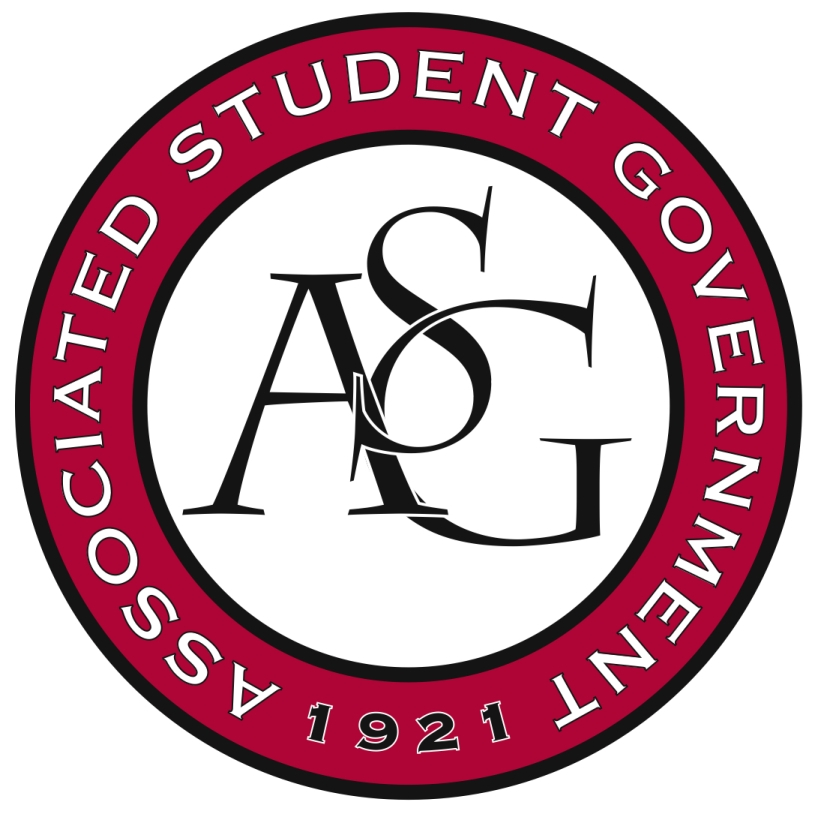 ASSOCIATED STUDENT GOVERNMENT
ASG
1921